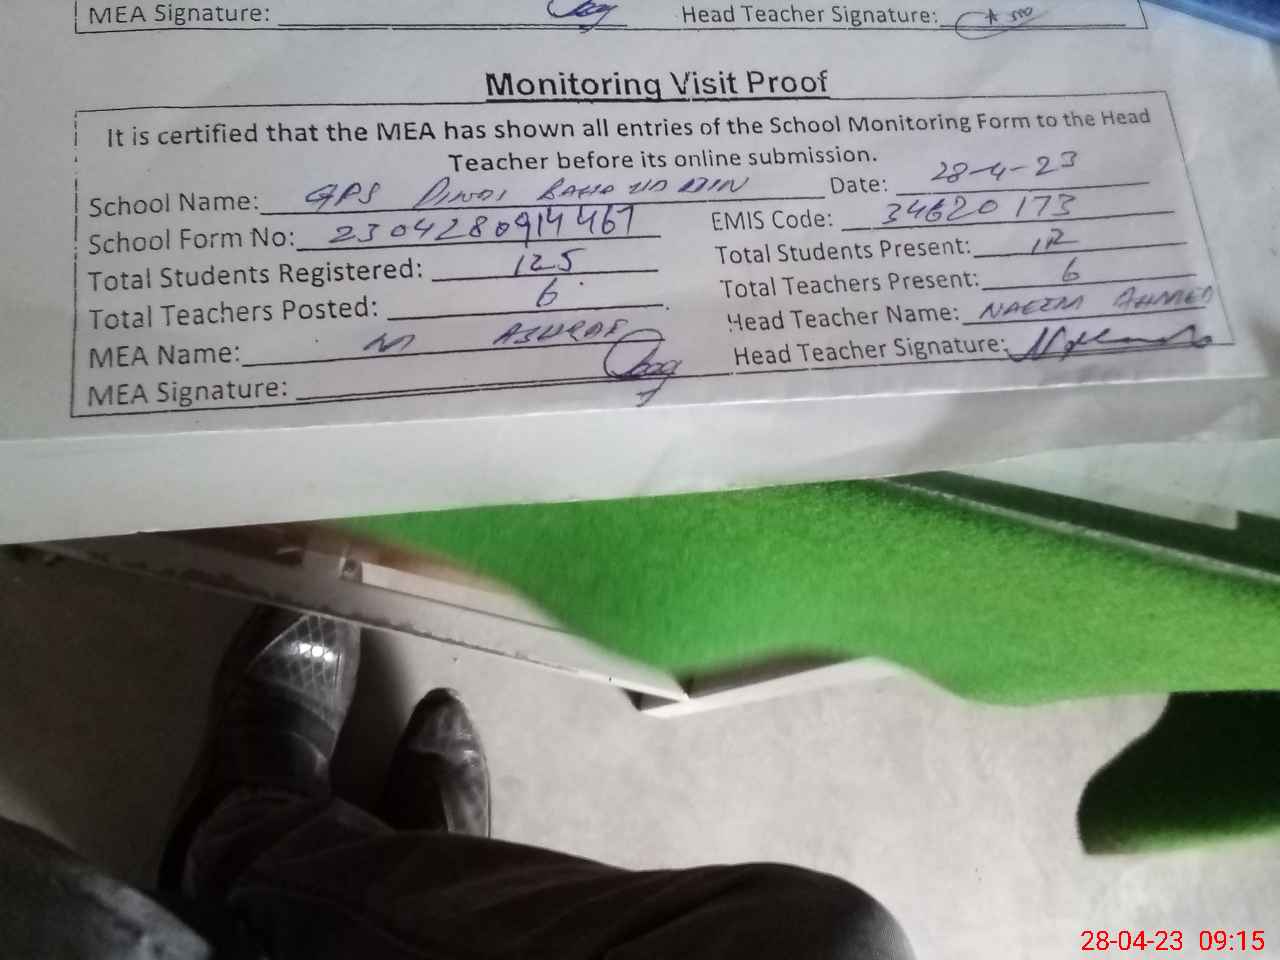 MEA Signature: Head Teacher Signature:
Monitoring Visit Proof
It is certified that the MEA has shown all entries of the School Monitoring Form to the Head
Teacher before its online submission.
School Name: GPS PINDI BAHA UD DIN Date: 28-4-23
School Form No: 2304280914467 EMIS Code: 34620173
Total Students Registered: 125 Total Students Present: 12
Total Teachers Posted: 6 Total Teachers Present: 6
MEA Name: M ASHRAF Head Teacher Name: NAEEM AHMED
MEA Signature: Head Teacher Signature:
28-04-23 09:15